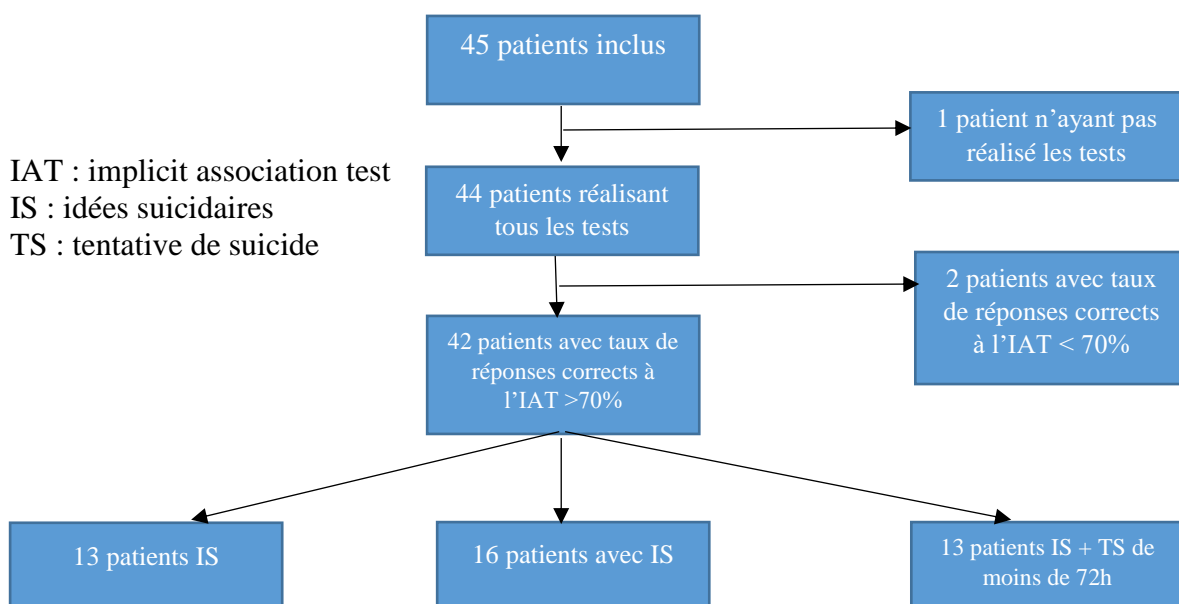 45 patients inclus
1 patient n’ayant pas
réalisé les tests
IAT : implicit association test
IS : idées suicidaires
TS : tentative de suicide
44 patients réalisant
tous les tests
2 patients avec taux
de réponses corrects
à l’IAT < 70%
42 patients avec taux de
réponses corrects à
l’IAT >70%
13 patients IS
16 patients avec IS
13 patients IS + TS de
moins de 72h